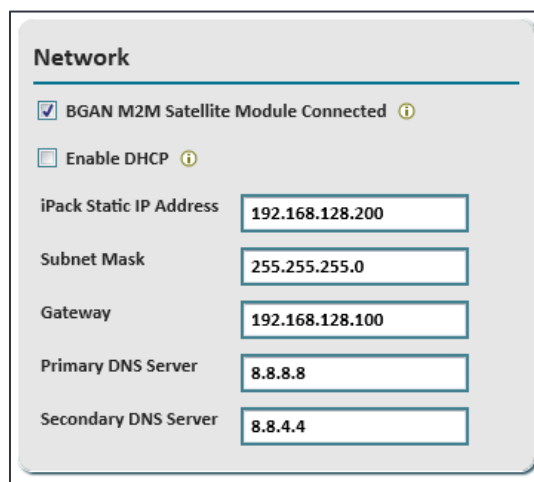 Network
BGAN M2M Satellite Module Connected
Enable DHCP
iPack Static IP Address 192.168.128.200
Subnet Mask 255.255.255.0
Gateway 192.168.128.100
Primary DNS Server 8.8.8.8
Secondary DNS Server 8.8.4.4